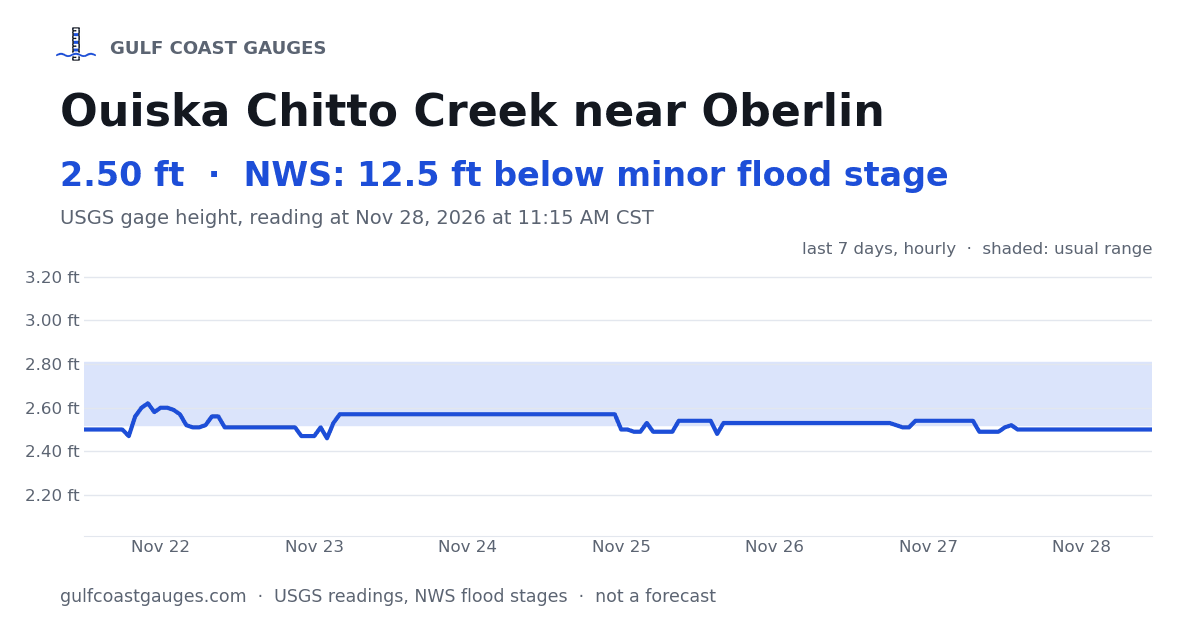 GULF COAST GAUGES
Ouiska Chitto Creek near Oberlin
2.50 ft · NWS: 12.5 ft below minor flood stage
USGS gage height, reading at Nov 28, 2026 at 11:15 AM CST
last 7 days, hourly · shaded: usual range
3.20 ft
3.00 ft
2.80 ft
2.60 ft
2.40 ft
2.20 ft
Nov 22 Nov 23 Nov 24 Nov 25 Nov 26 Nov 27 Nov 28
gulfcoastgauges.com · USGS readings, NWS flood stages · not a forecast